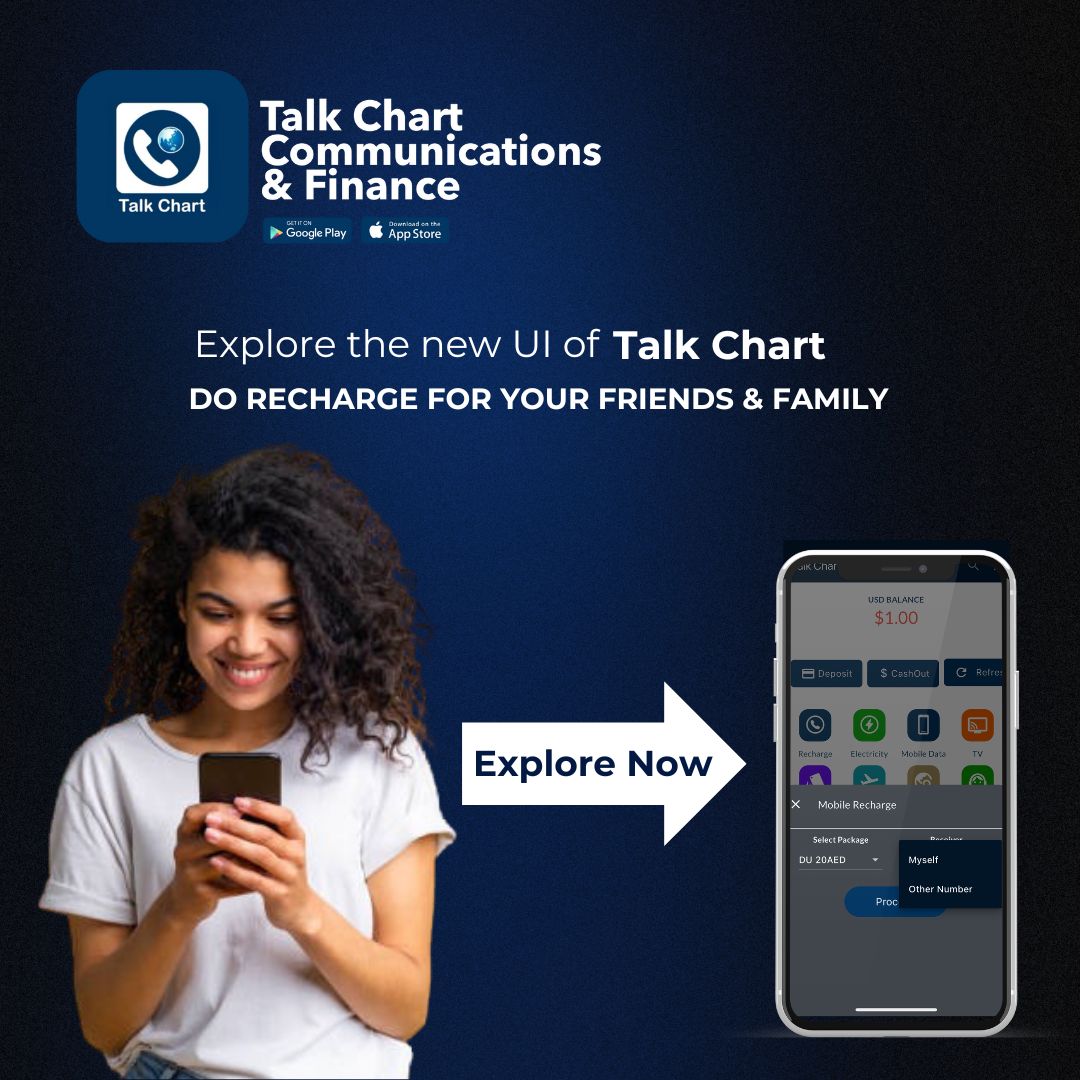 Talk Chart
Talk Chart
Communications
& Finance
GET IT ON
Google Play
Download on the
App Store
Explore the new UI of Talk Chart
DO RECHARGE FOR YOUR FRIENDS & FAMILY
Explore Now
USD BALANCE
$1.00
Deposit
$ CashOut
Recharge Electricity Mobile Data TV
× Mobile Recharge
Select Package Receiver
DU 20AED
Myself
Other Number